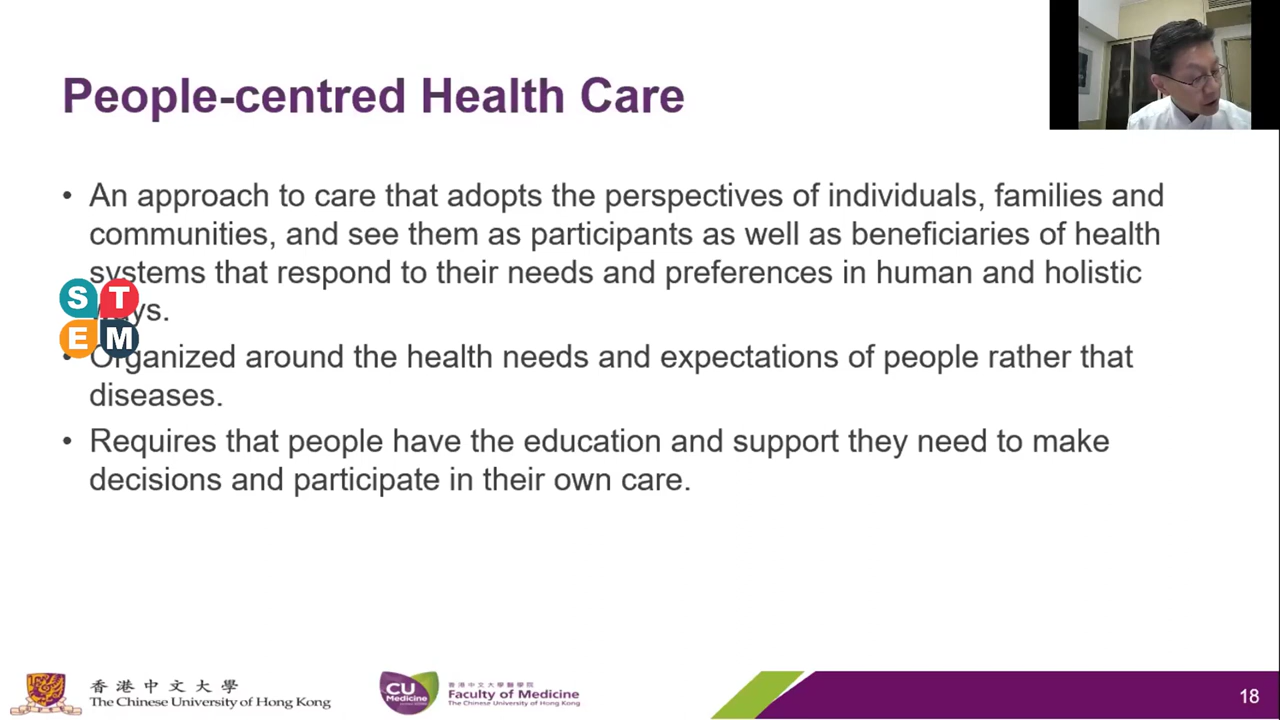 People-centred Health Care
• An approach to care that adopts the perspectives of individuals, families and
communities, and see them as participants as well as beneficiaries of health
systems that respond to their needs and preferences in human and holistic
ways.
S T
E M
• Organized around the health needs and expectations of people rather that
diseases.
• Requires that people have the education and support they need to make
decisions and participate in their own care.
香港中文大學
The Chinese University of Hong Kong
CU
Medicine
香港中文大學醫學院
Faculty of Medicine
The Chinese University of Hong Kong
18